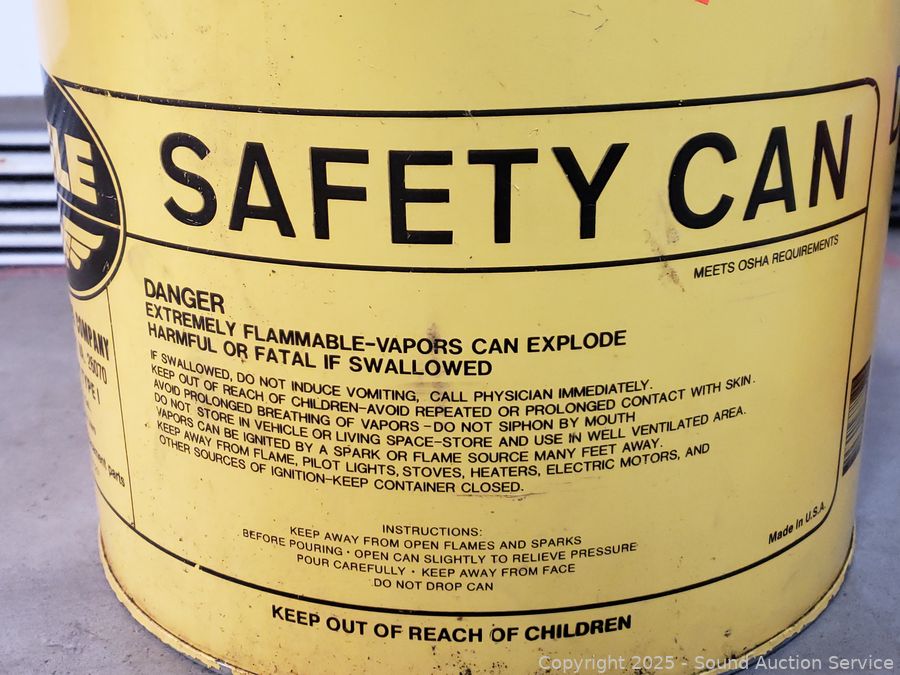 SAFETY CAN
MEETS OSHA REQUIREMENTS
DANGER
EXTREMELY FLAMMABLE-VAPORS CAN EXPLODE
HARMFUL OR FATAL IF SWALLOWED
IF SWALLOWED, DO NOT INDUCE VOMITING, CALL PHYSICIAN IMMEDIATELY.
KEEP OUT OF REACH OF CHILDREN-AVOID REPEATED OR PROLONGED CONTACT WITH SKIN.
AVOID PROLONGED BREATHING OF VAPORS - DO NOT SIPHON BY MOUTH
DO NOT STORE IN VEHICLE OR LIVING SPACE-STORE AND USE IN WELL VENTILATED AREA.
VAPORS CAN BE IGNITED BY A SPARK OR FLAME SOURCE MANY FEET AWAY.
KEEP AWAY FROM FLAME, PILOT LIGHTS, STOVES, HEATERS, ELECTRIC MOTORS, AND
OTHER SOURCES OF IGNITION-KEEP CONTAINER CLOSED.
COMPANY
26070
TYPE I
parts
INSTRUCTIONS:
KEEP AWAY FROM OPEN FLAMES AND SPARKS
BEFORE POURING · OPEN CAN SLIGHTLY TO RELIEVE PRESSURE
POUR CAREFULLY · KEEP AWAY FROM FACE
DO NOT DROP CAN
Made In U.S.A.
KEEP OUT OF REACH OF CHILDREN
Copyright 2025 - Sound Auction Service